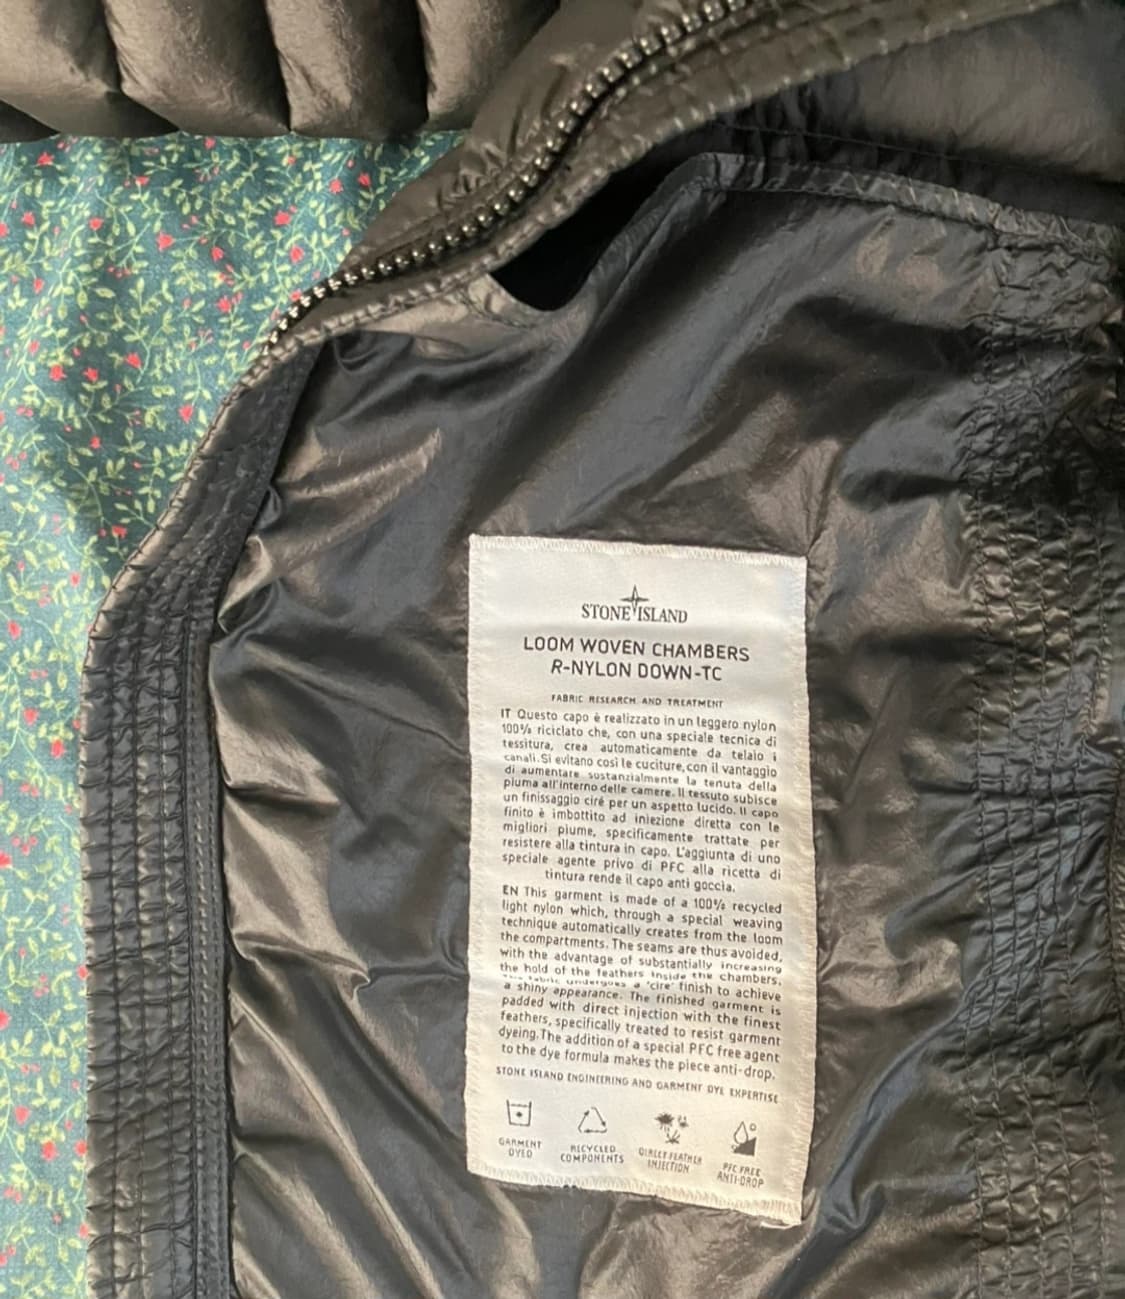 STONE ISLAND
LOOM WOVEN CHAMBERS
R-NYLON DOWN-TC
FABRIC RESEARCH AND TREATMENT
IT Questo capo è realizzato in un leggero nylon
100% riciclato che, con una speciale tecnica di
tessitura, crea automaticamente da telaio i
canali. Si evitano così le cuciture, con il vantaggio
di aumentare sostanzialmente la tenuta della
piuma all'interno delle camere. Il tessuto subisce
un finissaggio ciré per un aspetto lucido. Il capo
finito è imbottito ad iniezione diretta con le
migliori piume, specificamente trattate per
resistere alla tintura in capo. L'aggiunta di uno
speciale agente privo di PFC alla ricetta di
tintura rende il capo anti goccia.
EN This garment is made of a 100% recycled
light nylon which, through a special weaving
technique automatically creates from the loom
the compartments. The seams are thus avoided,
with the advantage of substantially increasing
the hold of the feathers inside the chambers.
fabric undergoes a 'cire' finish to achieve
a shiny appearance. The finished garment is
padded with direct injection with the finest
feathers, specifically treated to resist garment
dyeing. The addition of a special PFC free agent
to the dye formula makes the piece anti-drop.
STONE ISLAND ENGINEERING AND GARMENT DYE EXPERTISE
GARMENT DYED
RECYCLED COMPONENTS
DIRECT FEATHER INJECTION
PFC FREE ANTI-DROP